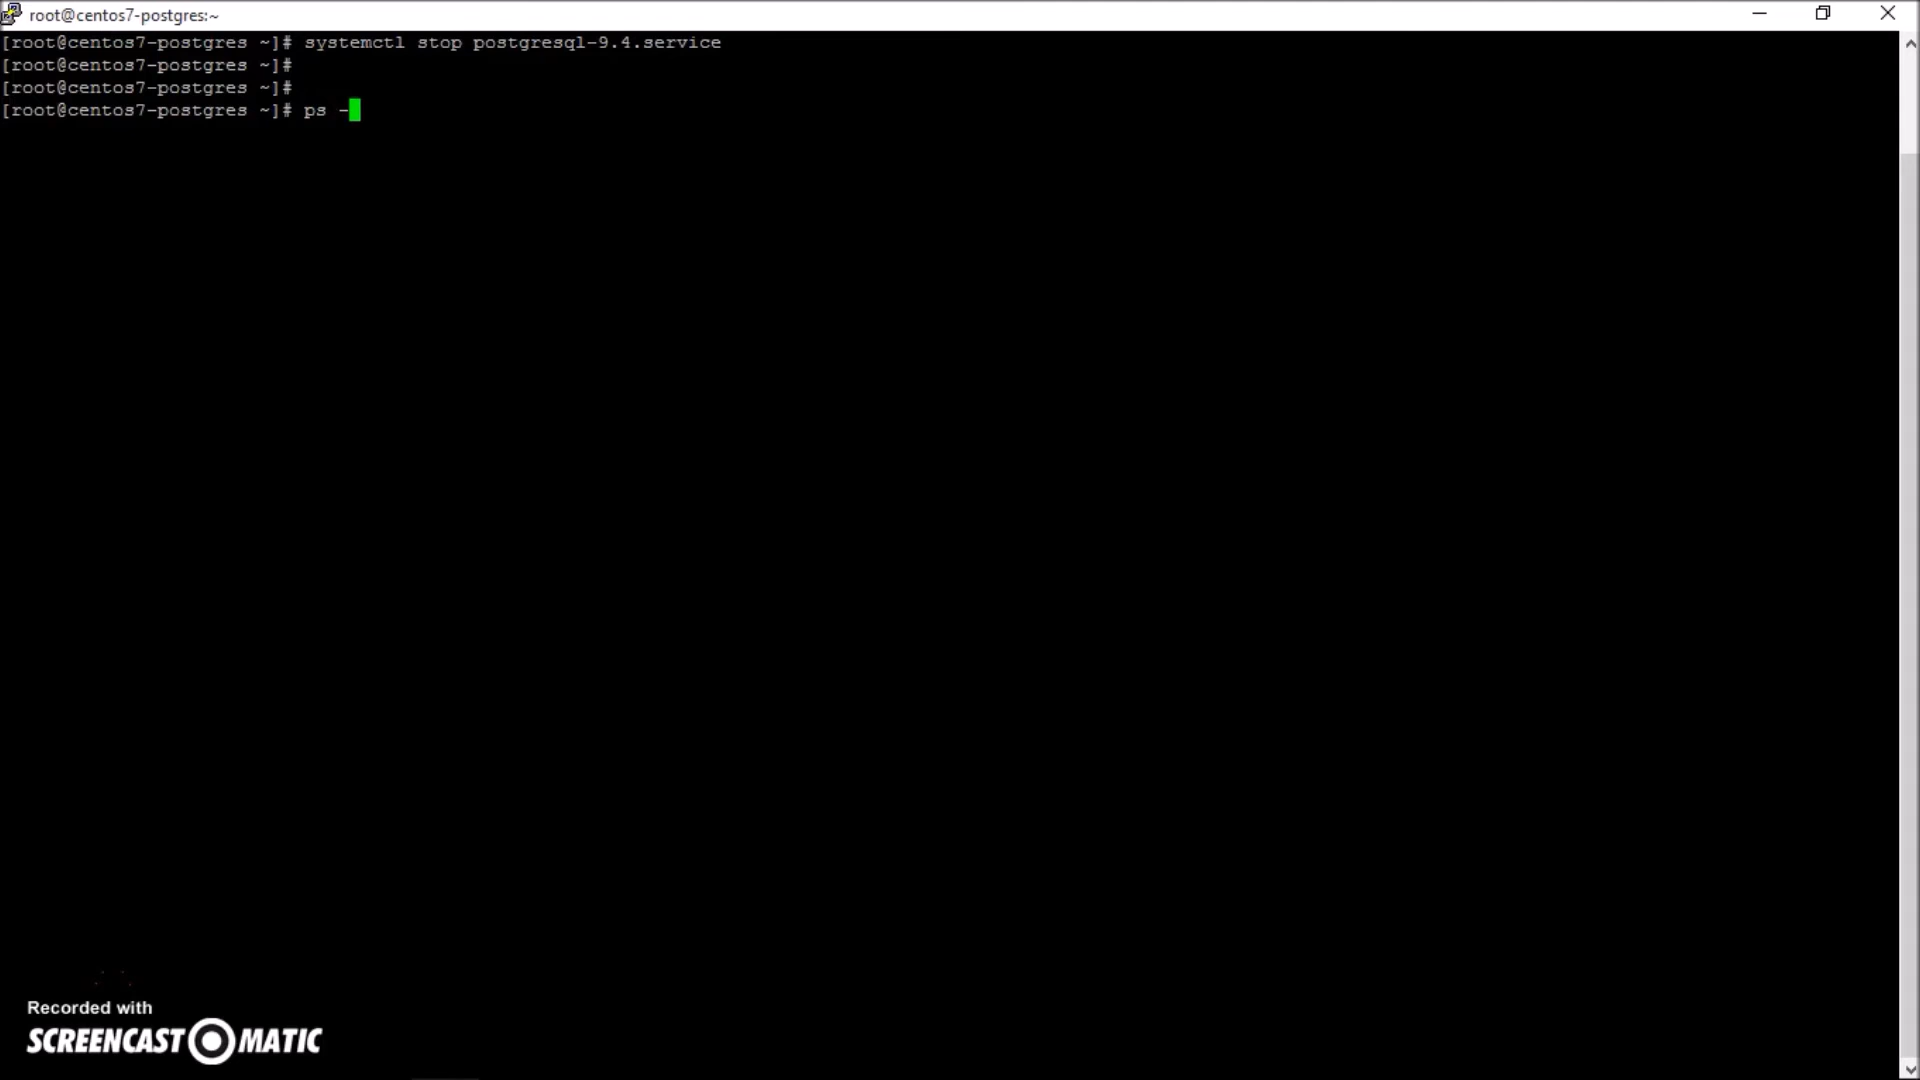 root@centos7-postgres:~
[root@centos7-postgres ~]# systemctl stop postgresql-9.4.service
[root@centos7-postgres ~]#
[root@centos7-postgres ~]#
[root@centos7-postgres ~]# ps -
Recorded with
SCREENCAST MATIC